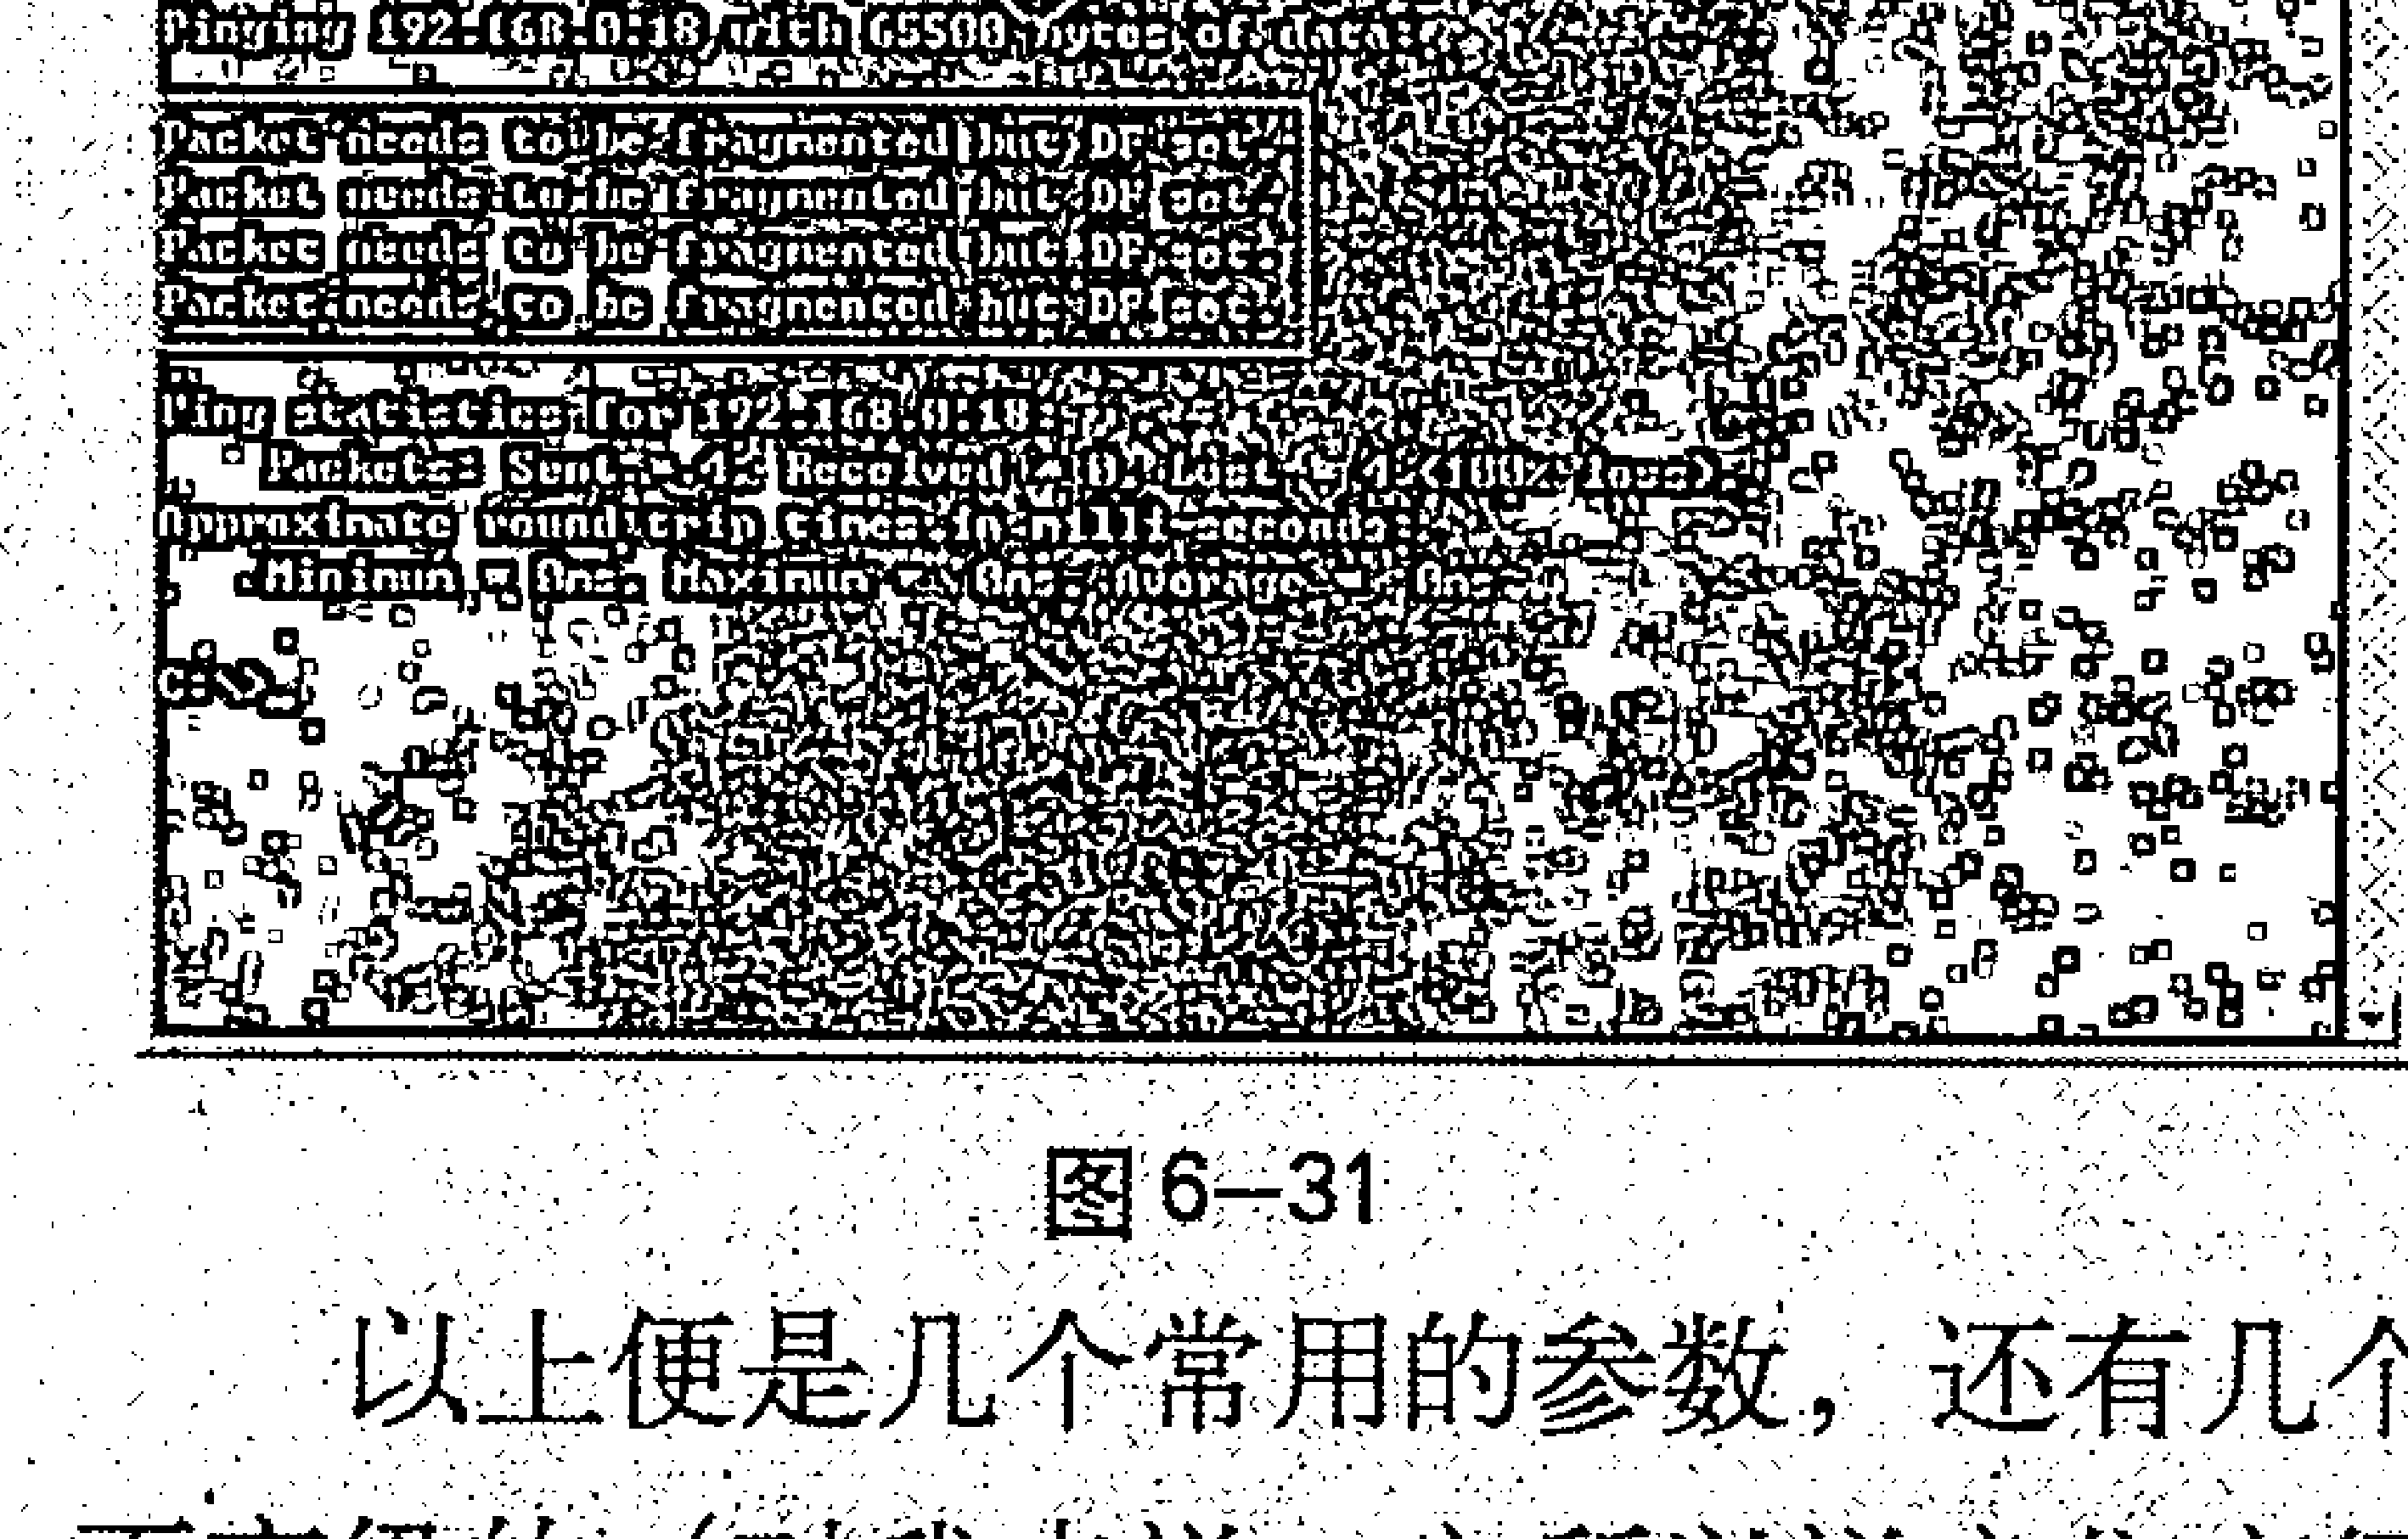 Pinging 192.168.0.18 with 65500 bytes of data:
Packet needs to be fragmented but DF set.
Packet needs to be fragmented but DF set.
Packet needs to be fragmented but DF set.
Packet needs to be fragmented but DF set.
Ping statistics for 192.168.0.18:
Packets: Sent = 4, Received = 0, Lost = 4 (100% loss),
Approximate round trip times in milli-seconds:
Minimum = 0ms, Maximum = 0ms, Average = 0ms
图6—31
以上便是几个常用的参数，还有几个